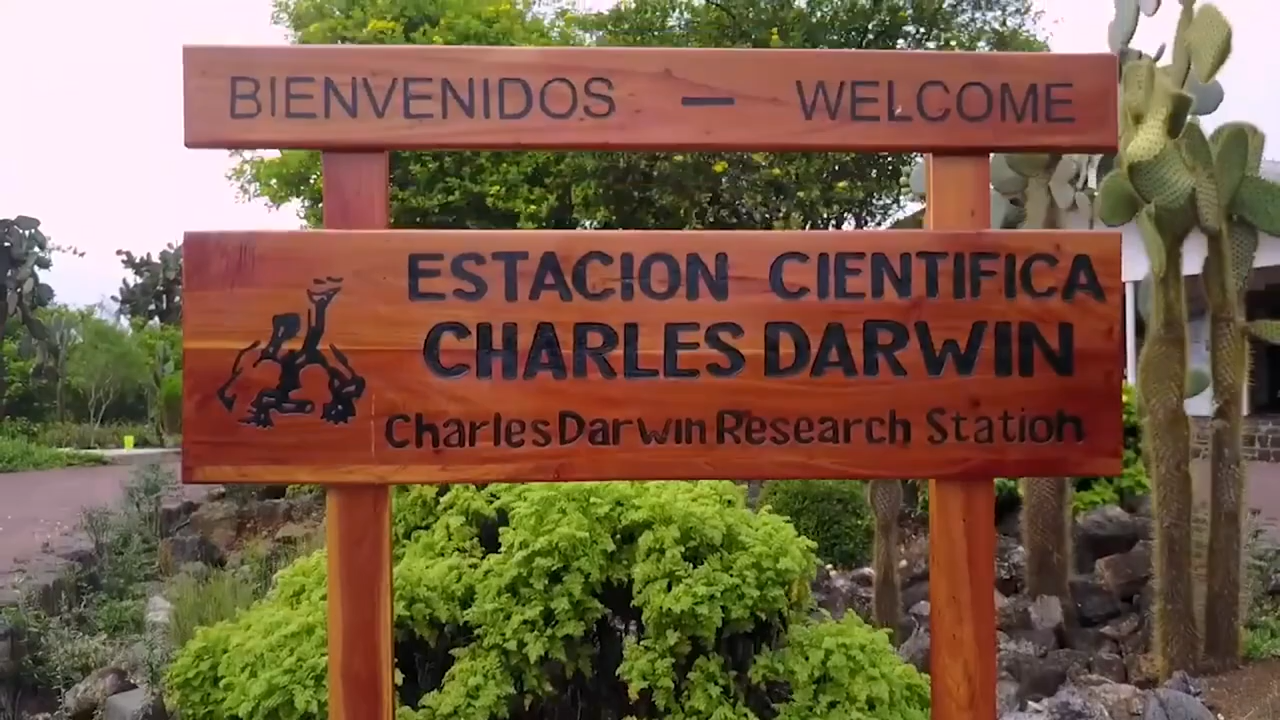 BIENVENIDOS — WELCOME
ESTACION CIENTIFICA
CHARLES DARWIN
Charles Darwin Research Station